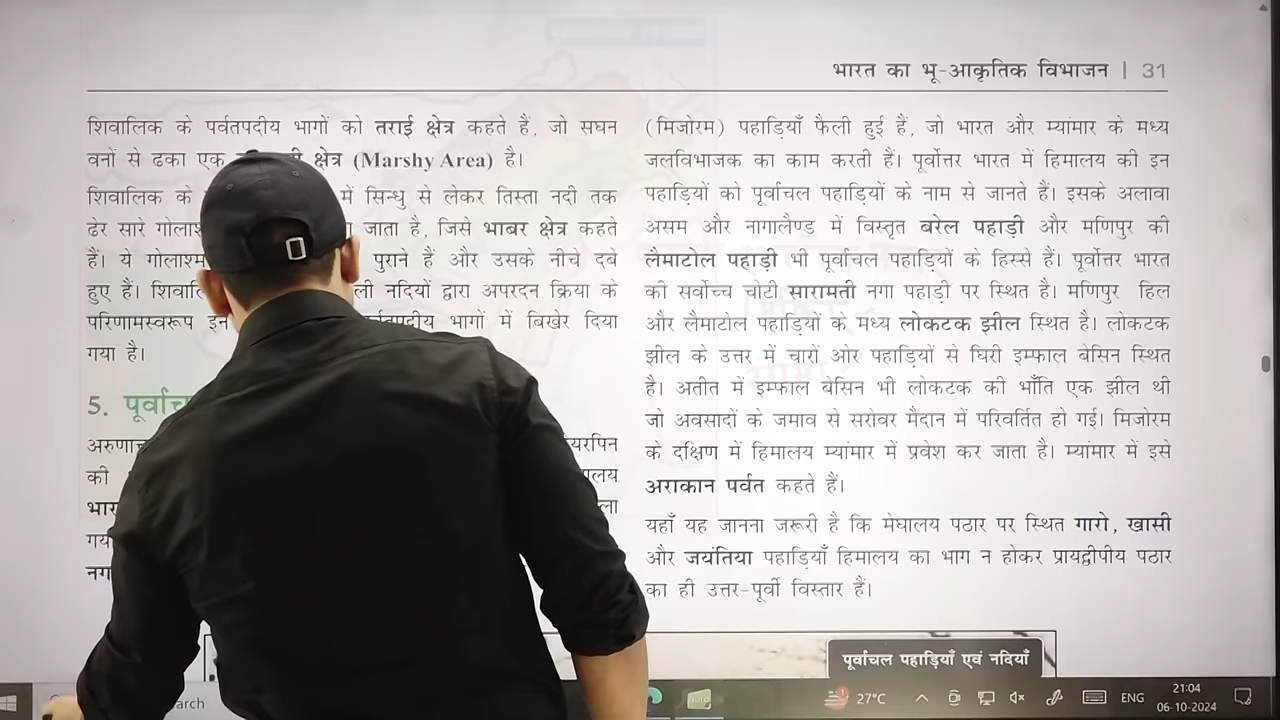 भारत का भू-आकृतिक विभाजन | 31
शिवालिक के पर्वतपदीय भागों को तराई क्षेत्र कहते हैं, जो सघन
वनों से ढका एक क्षेत्र (Marshy Area) है।
शिवालिक के में सिन्धु से लेकर तिस्ता नदी तक
ढेर सारे जाता है, जिसे भाबर क्षेत्र कहते
हैं। ये पुराने हैं और उसके नीचे दबे
हुए हैं। नदियों द्वारा अपरदन क्रिया के
परिणामस्वरूप इन भागों में बिखेर दिया
गया है।
5.
की
(मिजोरम) पहाड़ियाँ फैली हुई हैं, जो भारत और म्यांमार के मध्य
जलविभाजक का काम करती हैं। पूर्वोत्तर भारत में हिमालय की इन
पहाड़ियों को पूर्वांचल पहाड़ियों के नाम से जानते हैं। इसके अलावा
असम और नागालैण्ड में विस्तृत बरेल पहाड़ी और मणिपुर की
लैमाटोल पहाड़ी भी पूर्वांचल पहाड़ियों के हिस्से हैं। पूर्वोत्तर भारत
की सर्वोच्च चोटी सारामती नगा पहाड़ी पर स्थित है। मणिपुर हिल
और लैमाटोल पहाड़ियों के मध्य लोकटक झील स्थित है। लोकटक
झील के उत्तर में चारों ओर पहाड़ियों से घिरी इम्फाल बेसिन स्थित
है। अतीत में इम्फाल बेसिन भी लोकटक की भाँति एक झील थी
जो अवसादों के जमाव से सरोवर मैदान में परिवर्तित हो गई। मिजोरम
के दक्षिण में हिमालय म्यांमार में प्रवेश कर जाता है। म्यांमार में इसे
अराकान पर्वत कहते हैं।
यहाँ यह जानना जरूरी है कि मेघालय पठार पर स्थित गारो, खासी
और जयंतिया पहाड़ियाँ हिमालय का भाग न होकर प्रायद्वीपीय पठार
का ही उत्तर-पूर्वी विस्तार हैं।
पूर्वांचल पहाड़ियाँ एवं नदियाँ
27°C
ENG
21:04
06-10-2024